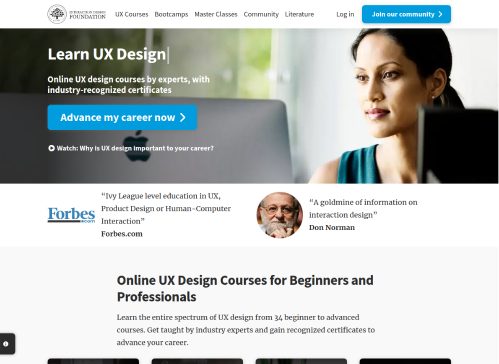 INTERACTION DESIGN
FOUNDATION
UX Courses Bootcamps Master Classes Community Literature Log in Join our community
Learn UX Design
Online UX design courses by experts, with
industry-recognized certificates
Advance my career now
Watch: Why is UX design important to your career?
Forbes
.com
“Ivy League level education in UX,
Product Design or Human-Computer
Interaction”
Forbes.com
“A goldmine of information on
interaction design”
Don Norman
Online UX Design Courses for Beginners and
Professionals
Learn the entire spectrum of UX design from 34 beginner to advanced
courses. Get taught by industry experts and gain recognized certificates to
advance your career.